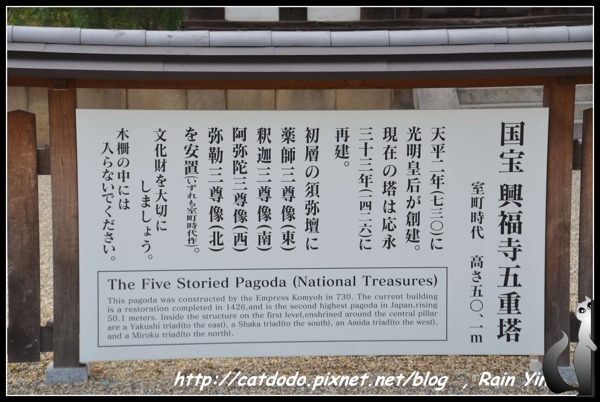 国宝 興福寺五重塔
室町時代　高さ五〇、一m
天平二年(七三〇)に
光明皇后が創建。
現在の塔は応永
三十三年(一四二六)に
再建。
初層の須弥壇に
薬師三尊像(東)
釈迦三尊像(南)
阿弥陀三尊像(西)
弥勒三尊像(北)
を安置(いずれも室町時代作)。
文化財を大切に
しましょう。
木柵の中には
入らないでください。
The Five Storied Pagoda (National Treasures)
This pagoda was constructed by the Empress Komyoh in 730. The current building
is a restoration completed in 1426,and is the second highest pagoda in Japan,rising
50.1 meters. Inside the structure on the first level,enshrined around the central pillar
are a Yakushi triad(to the east), a Shaka triad(to the south), an Amida triad(to the west),
and a Miroku triad(to the north).
http://catdodo.pixnet.net/blog , Rain Yin